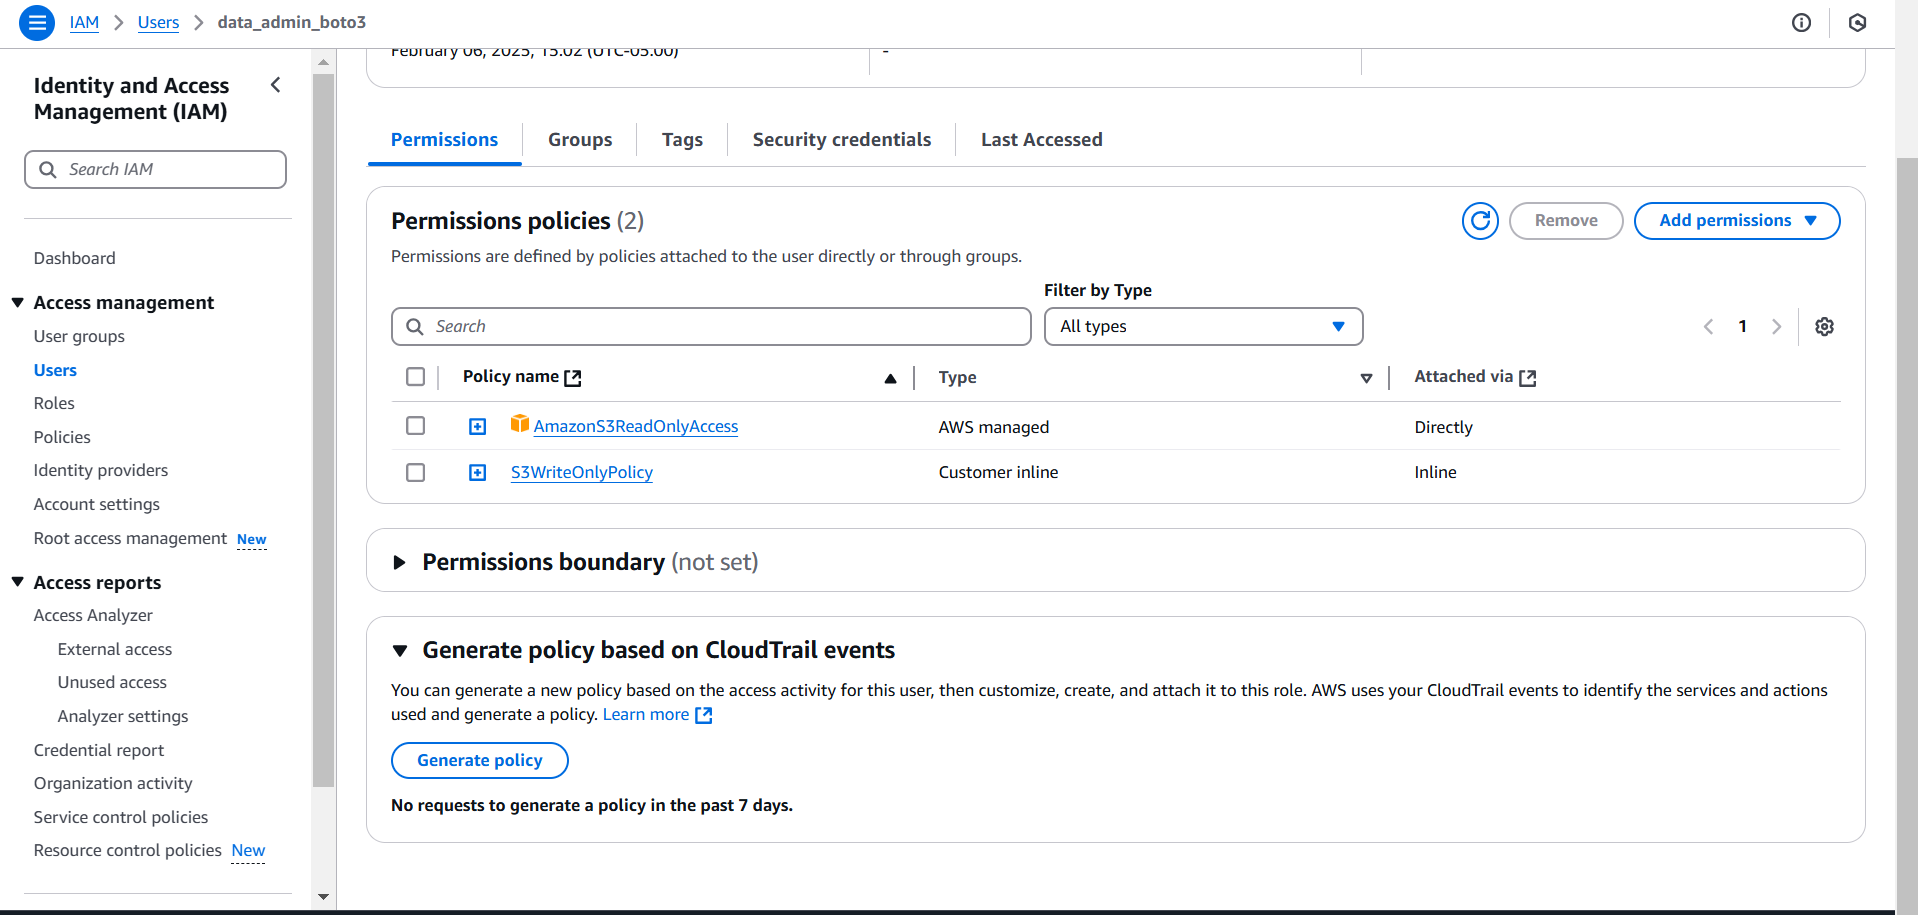 IAM > Users > data_admin_boto3
Identity and Access
Management (IAM)
Search IAM
Dashboard
Access management
User groups
Users
Roles
Policies
Identity providers
Account settings
Root access management New
Access reports
Access Analyzer
External access
Unused access
Analyzer settings
Credential report
Organization activity
Service control policies
Resource control policies New
February 06, 2025, 15:02 (UTC-05:00) -
Permissions Groups Tags Security credentials Last Accessed
Permissions policies (2)
Remove Add permissions
Permissions are defined by policies attached to the user directly or through groups.
Filter by Type
Search All types 1
Policy name Type Attached via
AmazonS3ReadOnlyAccess AWS managed Directly
S3WriteOnlyPolicy Customer inline Inline
Permissions boundary (not set)
Generate policy based on CloudTrail events
You can generate a new policy based on the access activity for this user, then customize, create, and attach it to this role. AWS uses your CloudTrail events to identify the services and actions
used and generate a policy. Learn more
Generate policy
No requests to generate a policy in the past 7 days.